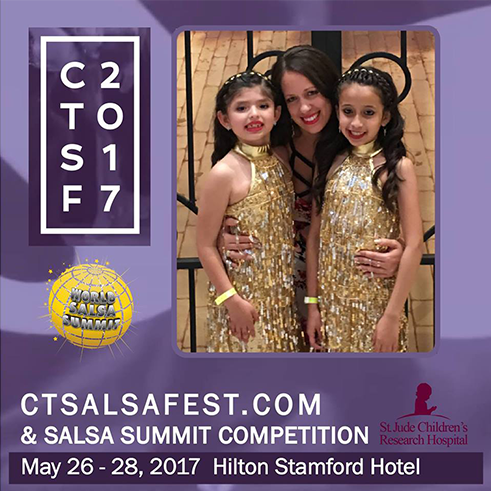 C 2
T O
S 1
F 7
WORLD
SALSA
SUMMIT
CTSALSAFEST.COM
& SALSA SUMMIT COMPETITION
St. Jude Children's
Research Hospital
May 26 - 28, 2017 Hilton Stamford Hotel